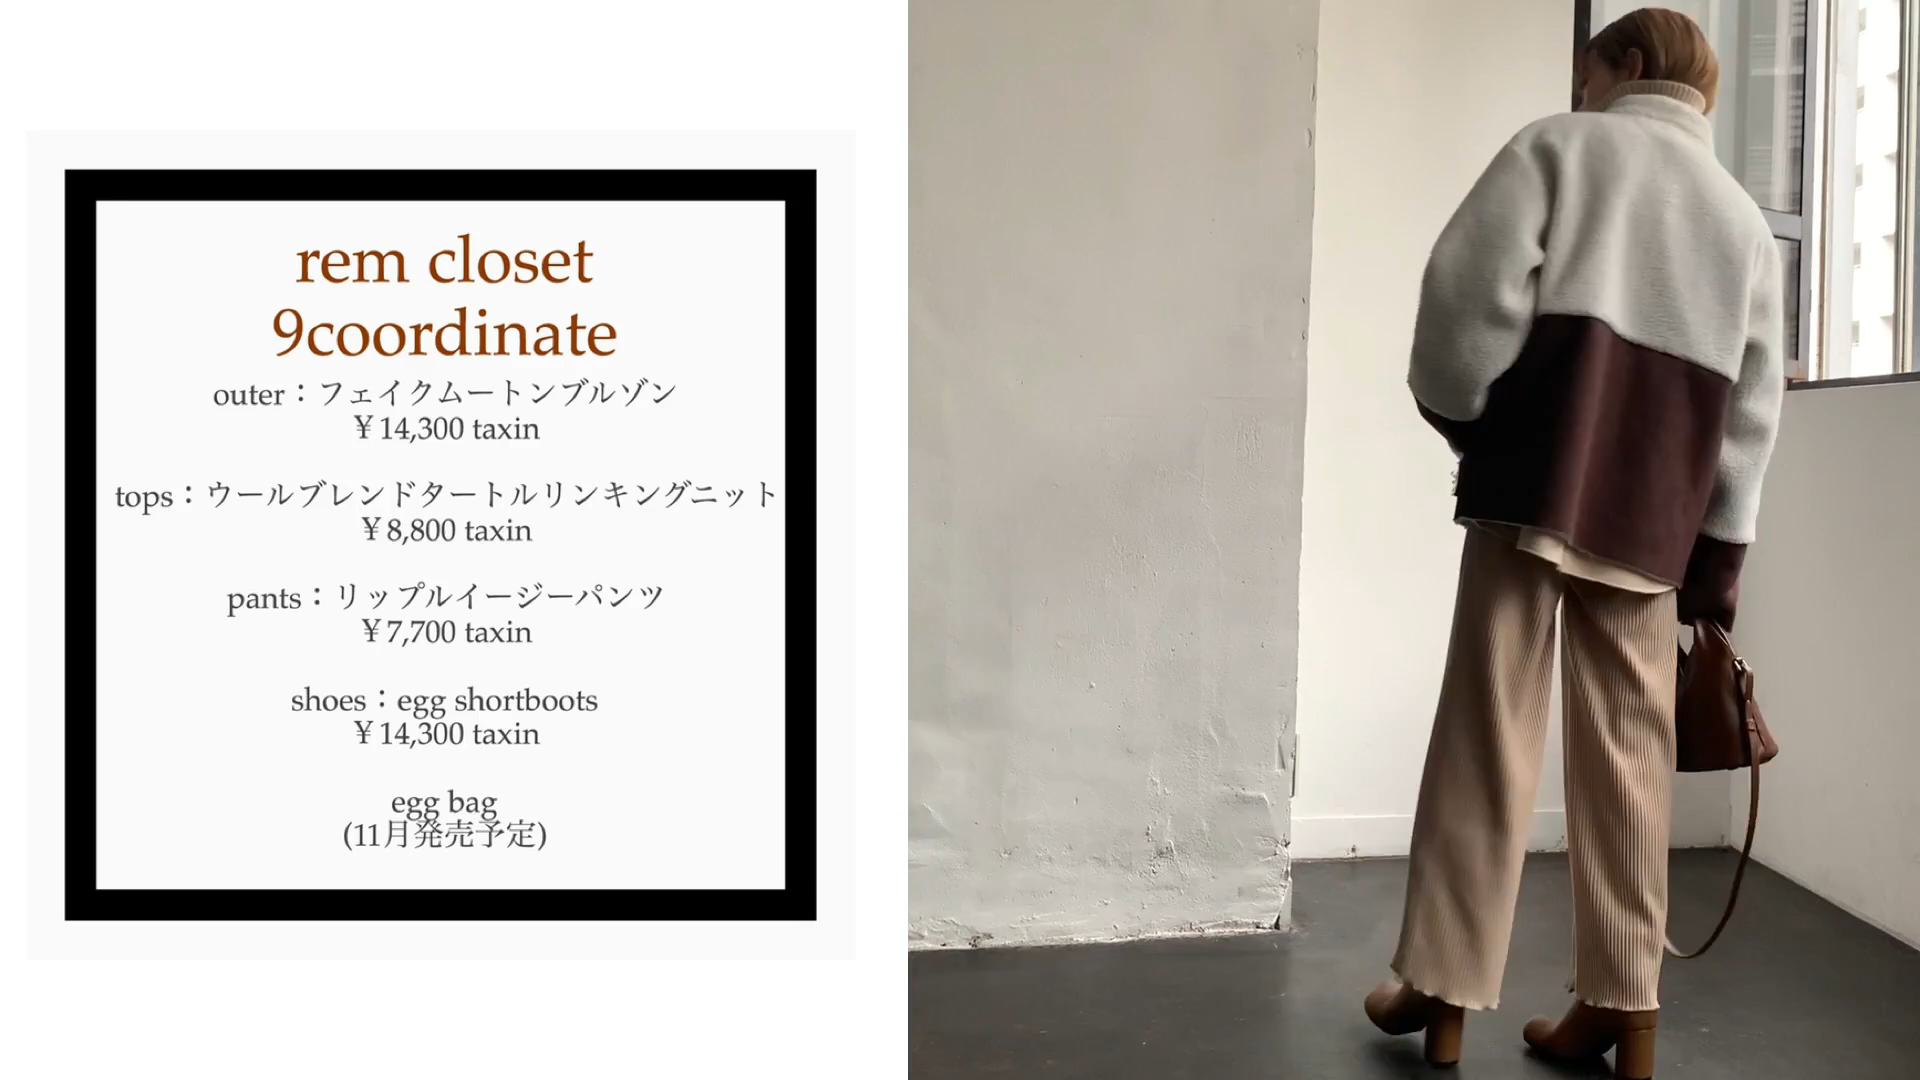 rem closet
9coordinate
outer：フェイクムートンブルゾン
￥14,300 taxin
tops：ウールブレンドタートルリンキングニット
￥8,800 taxin
pants：リップルイージーパンツ
￥7,700 taxin
shoes：egg shortboots
￥14,300 taxin
egg bag
(11月発売予定)